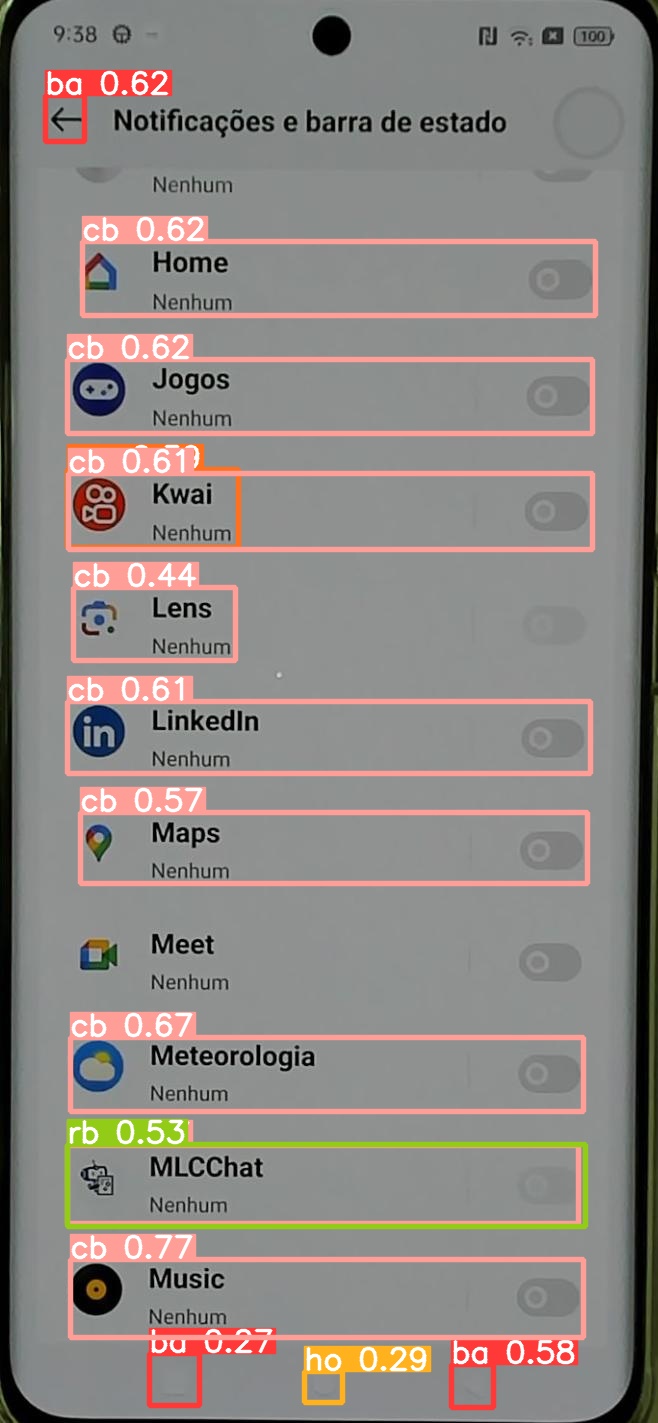 9:38
100
ba 0.62
Notificações e barra de estado
Nenhum
cb 0.62
Home
Nenhum
cb 0.62
Jogos
Nenhum
cb 0.61
Kwai
Nenhum
cb 0.44
Lens
Nenhum
cb 0.61
in
LinkedIn
Nenhum
cb 0.57
Maps
Nenhum
Meet
Nenhum
cb 0.67
Meteorologia
Nenhum
rb 0.53
MLCChat
Nenhum
cb 0.77
Music
Nenhum
ba 0.27
ho 0.29
ba 0.58